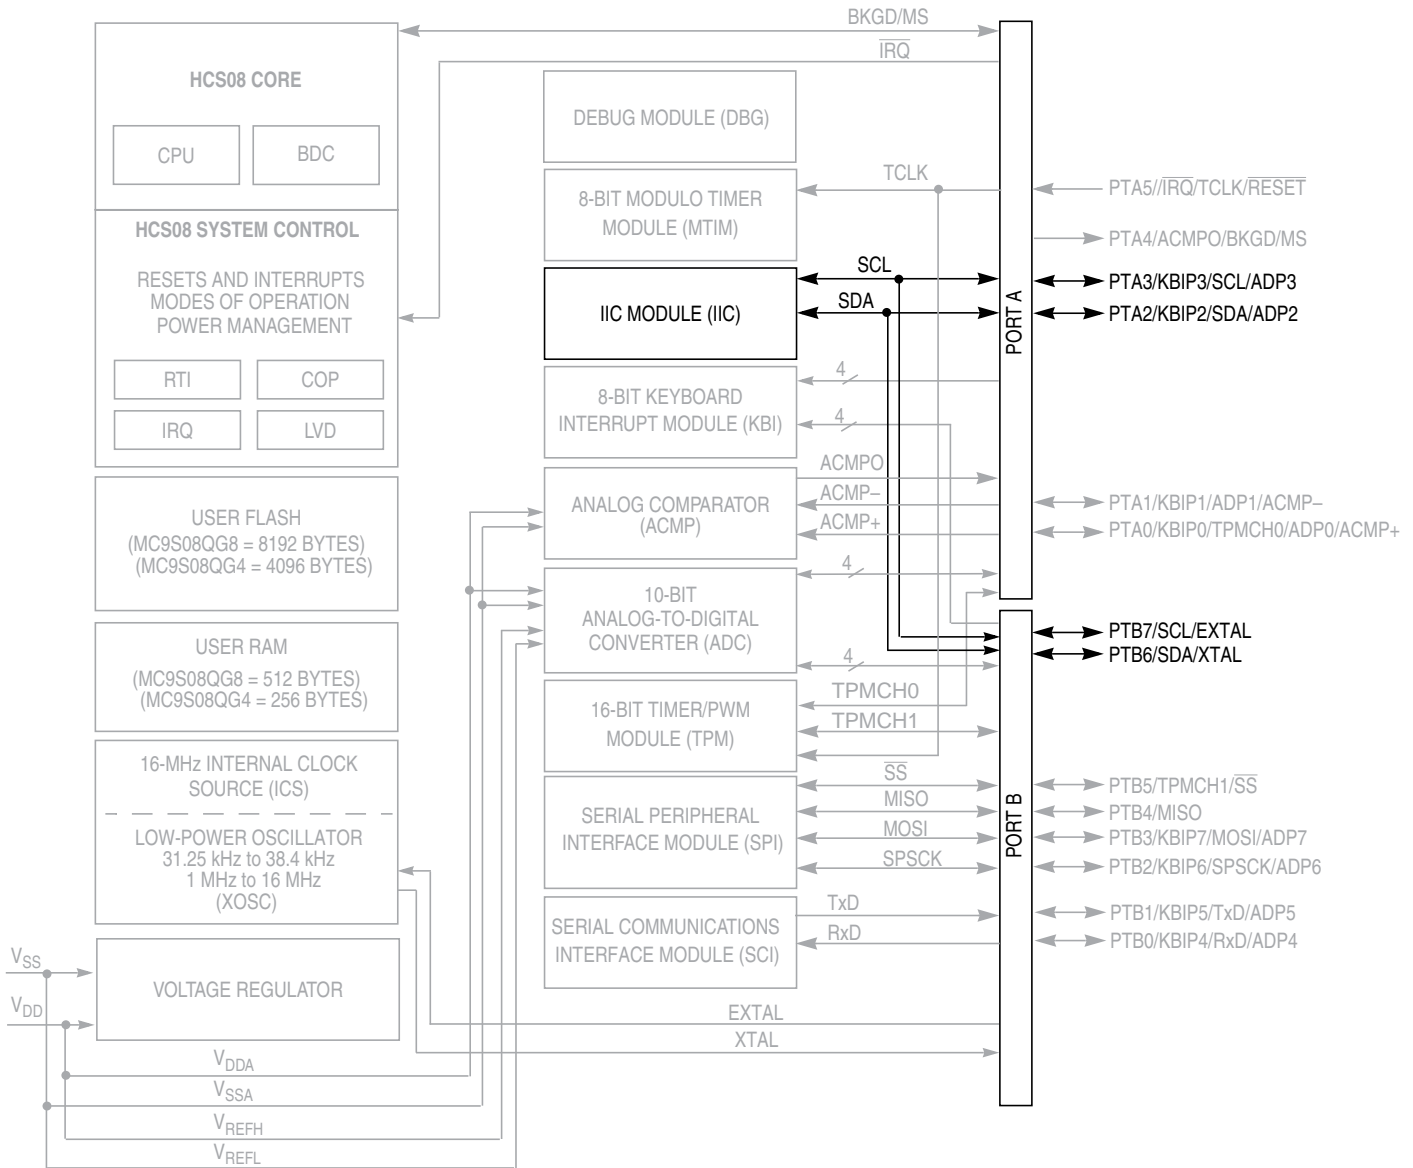 BKGD/MS
IRQ
HCS08 CORE
CPU
BDC
HCS08 SYSTEM CONTROL
RESETS AND INTERRUPTS
MODES OF OPERATION
POWER MANAGEMENT
RTI
COP
IRQ
LVD
USER FLASH
(MC9S08QG8 = 8192 BYTES)
(MC9S08QG4 = 4096 BYTES)
USER RAM
(MC9S08QG8 = 512 BYTES)
(MC9S08QG4 = 256 BYTES)
16-MHz INTERNAL CLOCK
SOURCE (ICS)
LOW-POWER OSCILLATOR
31.25 kHz to 38.4 kHz
1 MHz to 16 MHz
(XOSC)
VOLTAGE REGULATOR
VSS
VDD
VDDA
VSSA
VREFH
VREFL
DEBUG MODULE (DBG)
8-BIT MODULO TIMER
MODULE (MTIM)
TCLK
IIC MODULE (IIC)
SCL
SDA
8-BIT KEYBOARD
INTERRUPT MODULE (KBI)
4
4
ANALOG COMPARATOR
(ACMP)
ACMPO
ACMP–
ACMP+
10-BIT
ANALOG-TO-DIGITAL
CONVERTER (ADC)
4
4
16-BIT TIMER/PWM
MODULE (TPM)
TPMCH0
TPMCH1
SERIAL PERIPHERAL
INTERFACE MODULE (SPI)
SS
MISO
MOSI
SPSCK
SERIAL COMMUNICATIONS
INTERFACE MODULE (SCI)
TxD
RxD
EXTAL
XTAL
PORT A
PTA5//IRQ/TCLK/RESET
PTA4/ACMPO/BKGD/MS
PTA3/KBIP3/SCL/ADP3
PTA2/KBIP2/SDA/ADP2
PTA1/KBIP1/ADP1/ACMP–
PTA0/KBIP0/TPMCH0/ADP0/ACMP+
PORT B
PTB7/SCL/EXTAL
PTB6/SDA/XTAL
PTB5/TPMCH1/SS
PTB4/MISO
PTB3/KBIP7/MOSI/ADP7
PTB2/KBIP6/SPSCK/ADP6
PTB1/KBIP5/TxD/ADP5
PTB0/KBIP4/RxD/ADP4